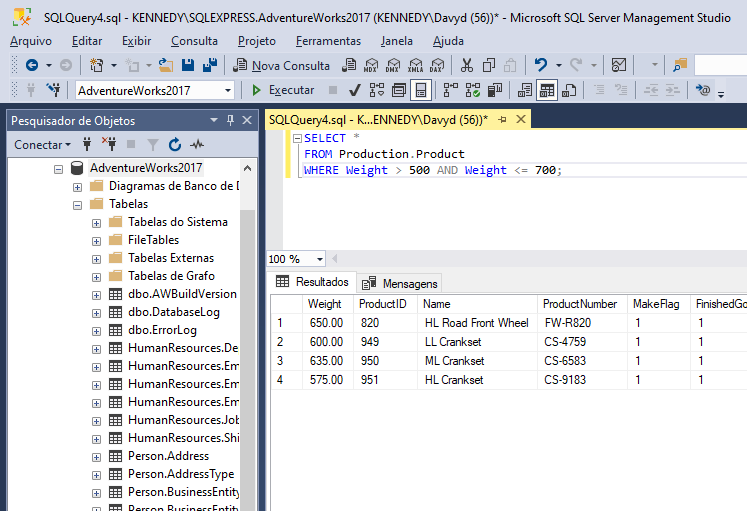 SQLQuery4.sql - KENNEDY\SQLEXPRESS.AdventureWorks2017 (KENNEDY\Davyd (56))* - Microsoft SQL Server Management Studio
Arquivo Editar Exibir Consulta Projeto Ferramentas Janela Ajuda
Nova Consulta MDX DMX XMLA DAX
AdventureWorks2017 Executar
Pesquisador de Objetos
SQLQuery4.sql - K...ENNEDY\Davyd (56))*
Conectar
AdventureWorks2017
Diagramas de Banco de D
Tabelas
Tabelas do Sistema
FileTables
Tabelas Externas
Tabelas de Grafo
dbo.AWBuildVersion
dbo.DatabaseLog
dbo.ErrorLog
HumanResources.De
HumanResources.Em
HumanResources.Em
HumanResources.Em
HumanResources.Job
HumanResources.Shi
Person.Address
Person.AddressType
Person.BusinessEntity
Person.BusinessEntity
SELECT *
FROM Production.Product
WHERE Weight > 500 AND Weight <= 700;
100 %
Resultados Mensagens
Weight ProductID Name ProductNumber MakeFlag FinishedGo
1 650.00 820 HL Road Front Wheel FW-R820 1 1
2 600.00 949 LL Crankset CS-4759 1 1
3 635.00 950 ML Crankset CS-6583 1 1
4 575.00 951 HL Crankset CS-9183 1 1